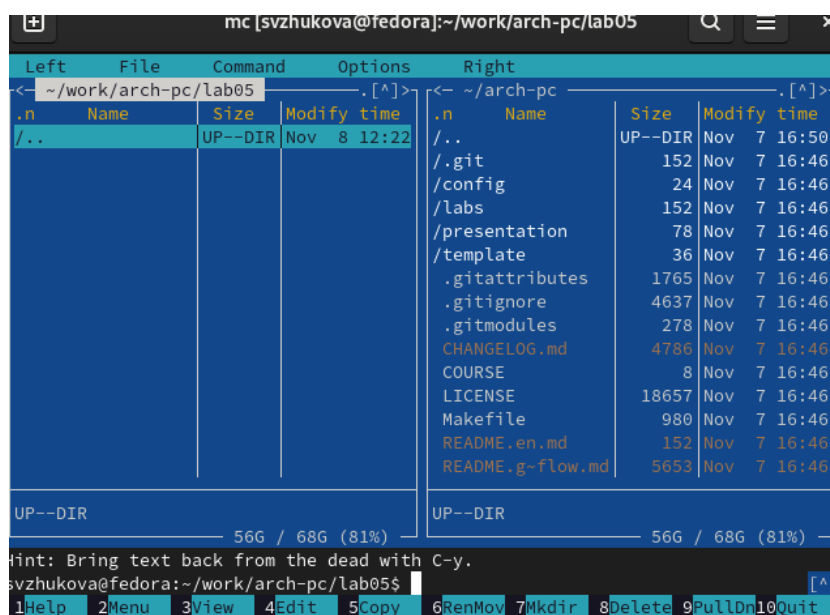 mc [svzhukova@fedora]:~/work/arch-pc/lab05
Left File Command Options Right
<— ~/work/arch-pc/lab05 .[^]>
.n Name Size Modify time
/.. UP--DIR Nov 8 12:22
UP--DIR
56G / 68G (81%)
<— ~/arch-pc .[^]>
.n Name Size Modify time
/.. UP--DIR Nov 7 16:50
/.git 152 Nov 7 16:46
/config 24 Nov 7 16:46
/labs 152 Nov 7 16:46
/presentation 78 Nov 7 16:46
/template 36 Nov 7 16:46
.gitattributes 1765 Nov 7 16:46
.gitignore 4637 Nov 7 16:46
.gitmodules 278 Nov 7 16:46
CHANGELOG.md 4786 Nov 7 16:46
COURSE 8 Nov 7 16:46
LICENSE 18657 Nov 7 16:46
Makefile 980 Nov 7 16:46
README.en.md 152 Nov 7 16:46
README.g~flow.md 5653 Nov 7 16:46
UP--DIR
56G / 68G (81%)
Hint: Bring text back from the dead with C-y.
svzhukova@fedora:~/work/arch-pc/lab05$ [^
1Help 2Menu 3View 4Edit 5Copy 6RenMov 7Mkdir 8Delete 9PullDn 10Quit